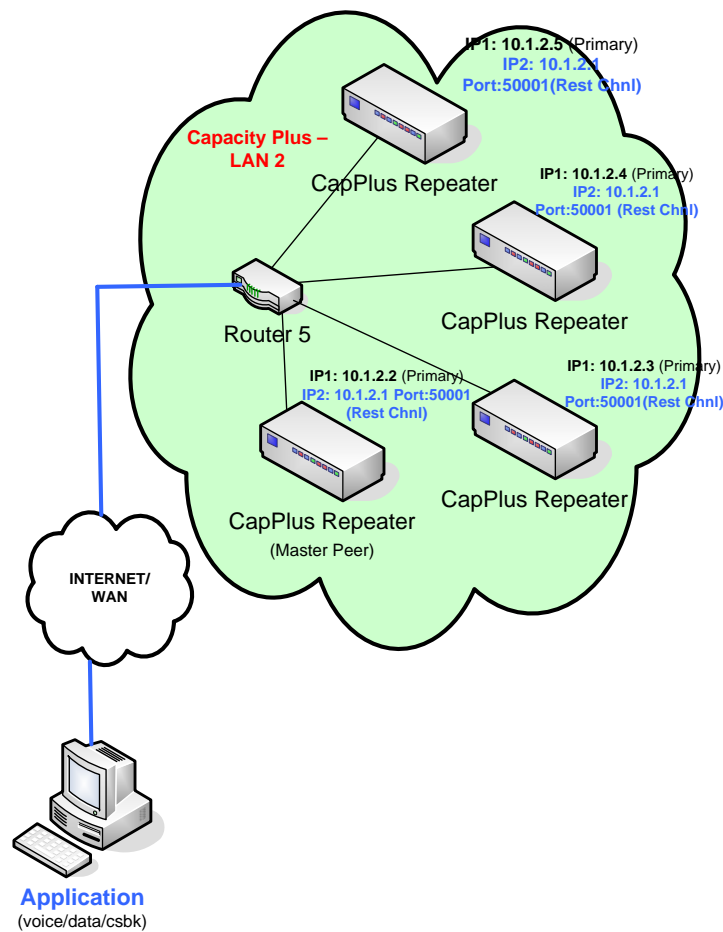 IP1: 10.1.2.5 (Primary)
IP2: 10.1.2.1
Port:50001(Rest Chnl)
Capacity Plus –
LAN 2
CapPlus Repeater
IP1: 10.1.2.4 (Primary)
IP2: 10.1.2.1
Port:50001 (Rest Chnl)
CapPlus Repeater
Router 5
IP1: 10.1.2.2 (Primary)
IP2: 10.1.2.1 Port:50001
(Rest Chnl)
IP1: 10.1.2.3 (Primary)
IP2: 10.1.2.1
Port:50001(Rest Chnl)
CapPlus Repeater
CapPlus Repeater
(Master Peer)
INTERNET/
WAN
Application
(voice/data/csbk)